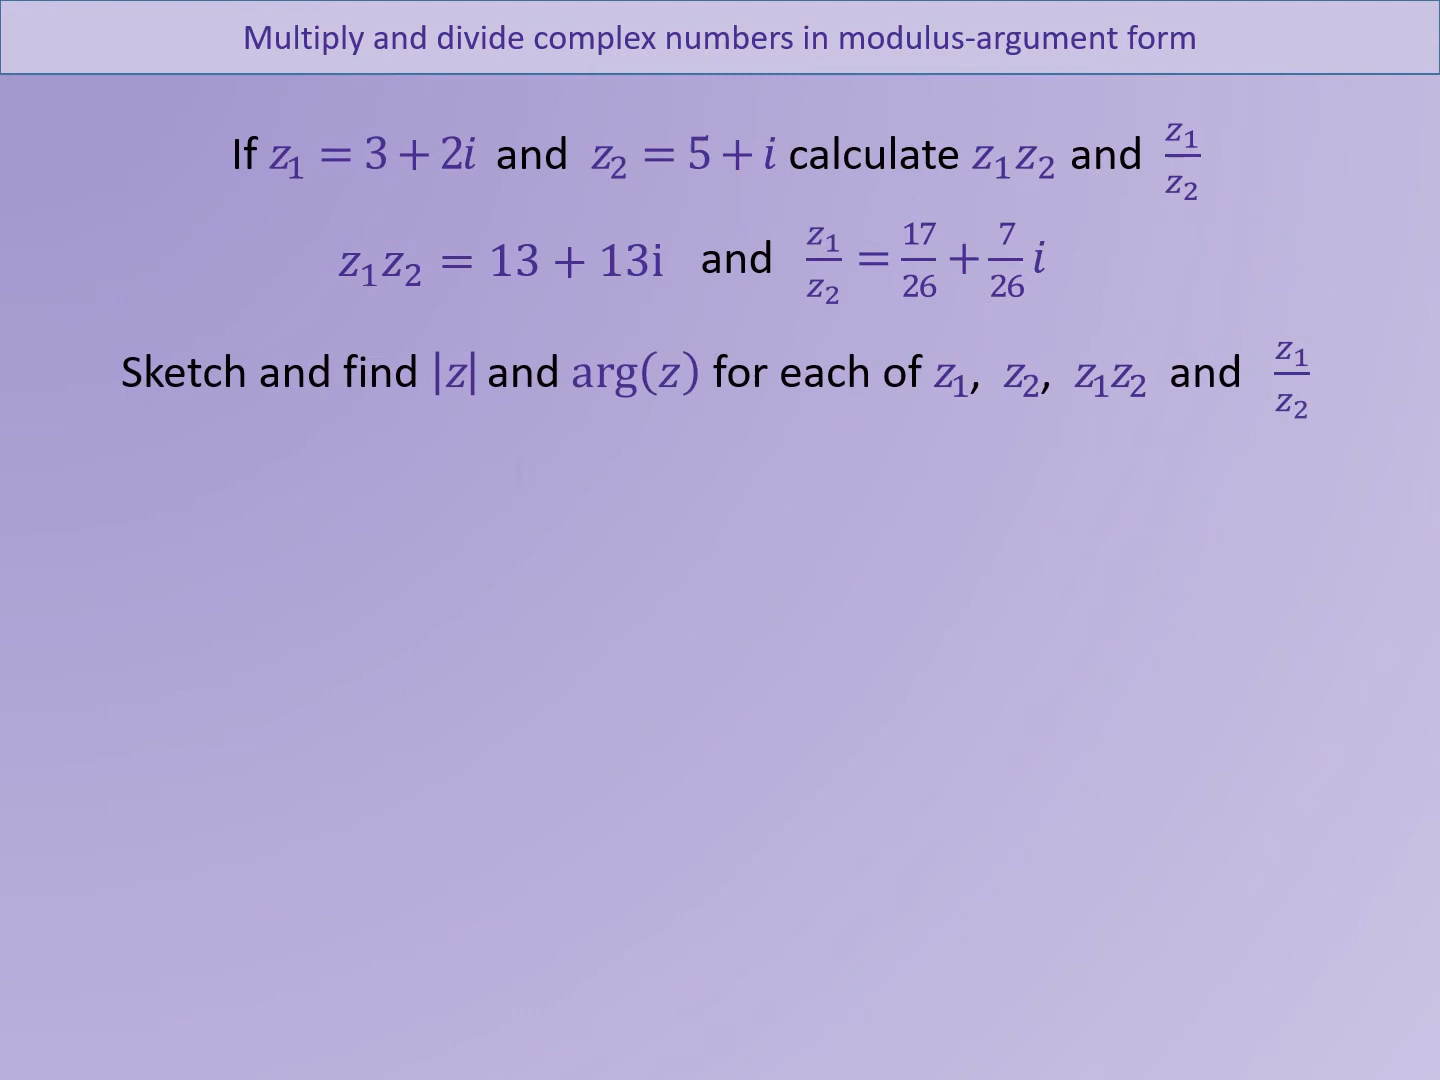 Multiply and divide complex numbers in modulus-argument form
If z₁ = 3 + 2i and z₂ = 5 + i calculate z₁z₂ and z₁/z₂
z₁z₂ = 13 + 13i and z₁/z₂ = 17/26 + 7/26 i
Sketch and find |z| and arg(z) for each of z₁, z₂, z₁z₂ and z₁/z₂